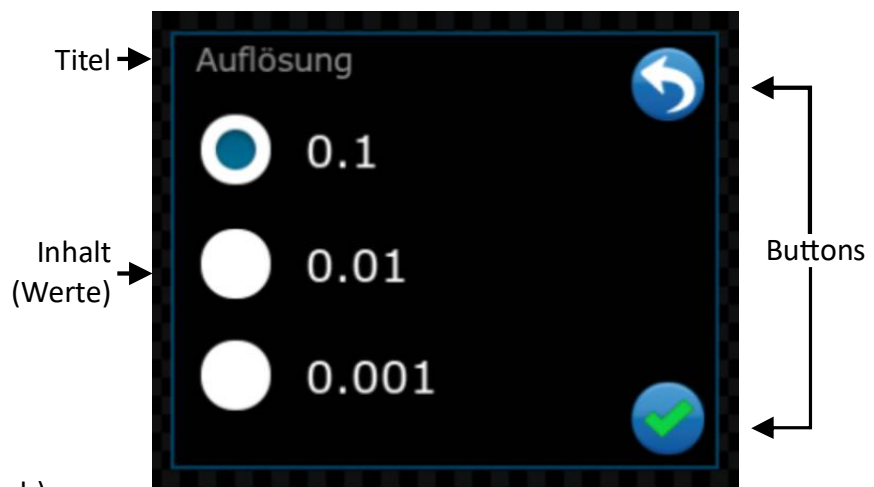 Titel
Auflösung
0.1
Inhalt
(Werte)
0.01
Buttons
0.001